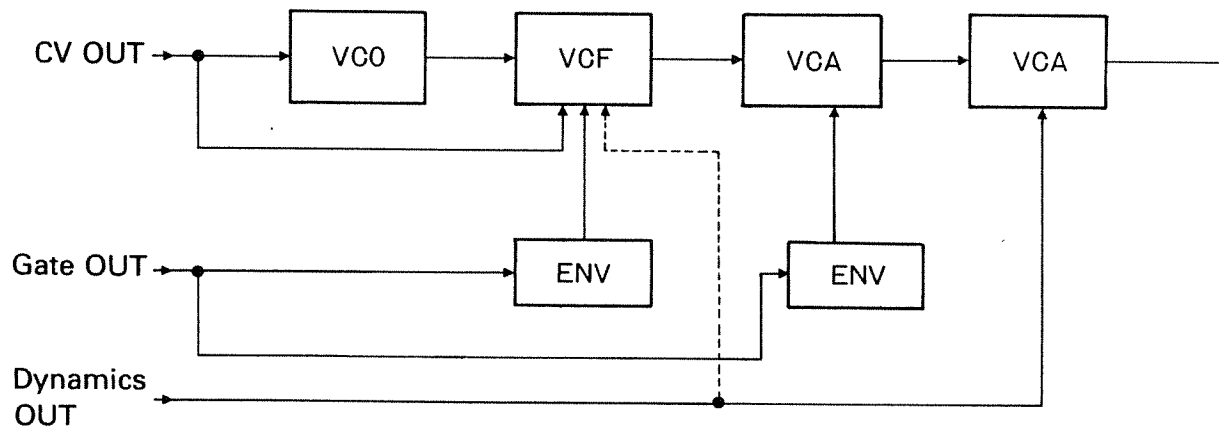 CV OUT
VCO
VCF
VCA
VCA
Gate OUT
ENV
ENV
Dynamics
OUT